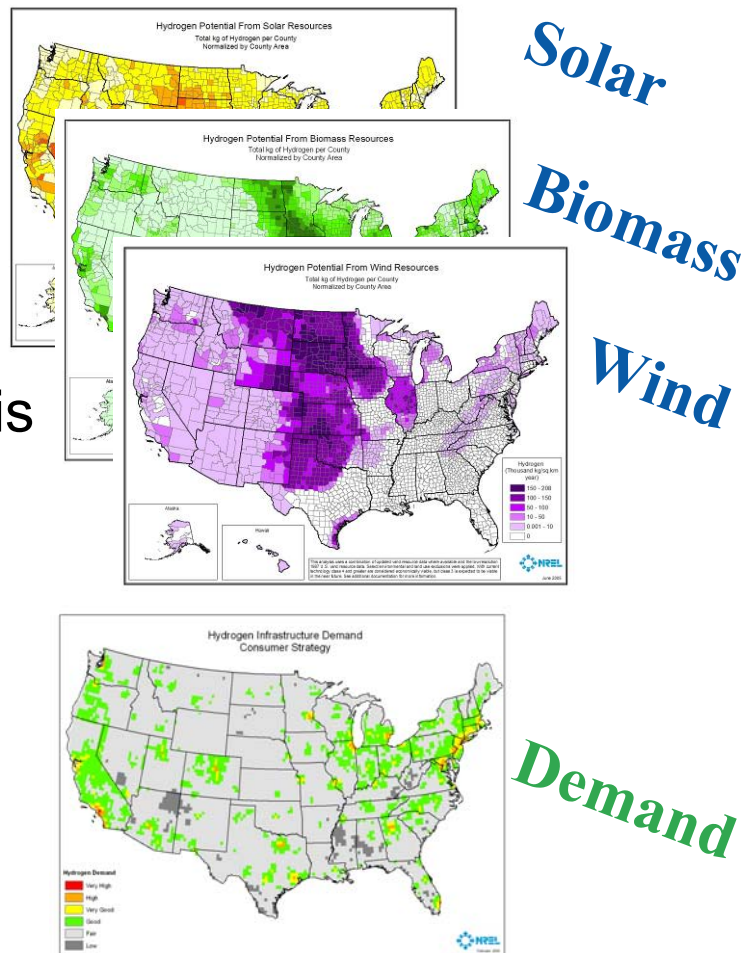 Hydrogen Potential From Solar Resources
Total kg of Hydrogen per County
Normalized by County Area
Solar
Hydrogen Potential From Biomass Resources
Total kg of Hydrogen per County
Normalized by County Area
Biomass
Hydrogen Potential From Wind Resources
Total kg of Hydrogen per County
Normalized by County Area
Wind
is
Hydrogen
(Thousand kg/sq km
year)
150 - 208
100 - 150
50 - 100
10 - 50
0.001 - 10
0
Alaska
Hawaii
NREL
Hydrogen Infrastructure Demand
Consumer Strategy
Demand
Hydrogen Demand
Very High
High
Very Good
Good
Fair
Low
NREL